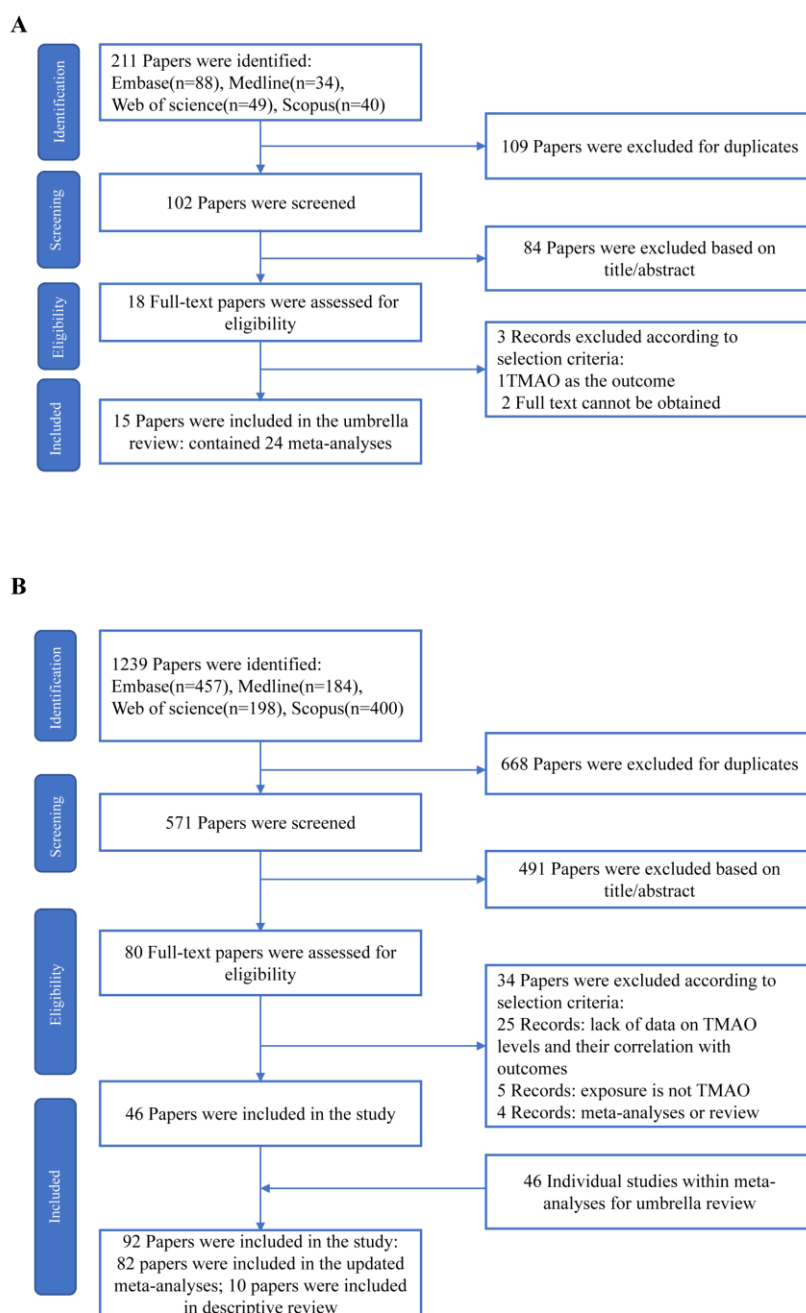 A
Identification
211 Papers were identified:
Embase(n=88), Medline(n=34),
Web of science(n=49), Scopus(n=40)
109 Papers were excluded for duplicates
Screening
102 Papers were screened
84 Papers were excluded based on
title/abstract
Eligibility
18 Full-text papers were assessed for
eligibility
3 Records excluded according to
selection criteria:
1TMAO as the outcome
2 Full text cannot be obtained
Included
15 Papers were included in the umbrella
review: contained 24 meta-analyses
B
Identification
1239 Papers were identified:
Embase(n=457), Medline(n=184),
Web of science(n=198), Scopus(n=400)
668 Papers were excluded for duplicates
Screening
571 Papers were screened
491 Papers were excluded based on
title/abstract
Eligibility
80 Full-text papers were assessed for
eligibility
34 Papers were excluded according to
selection criteria:
25 Records: lack of data on TMAO
levels and their correlation with
outcomes
5 Records: exposure is not TMAO
4 Records: meta-analyses or review
Included
46 Papers were included in the study
46 Individual studies within meta-
analyses for umbrella review
92 Papers were included in the study:
82 papers were included in the updated
meta-analyses; 10 papers were included
in descriptive review